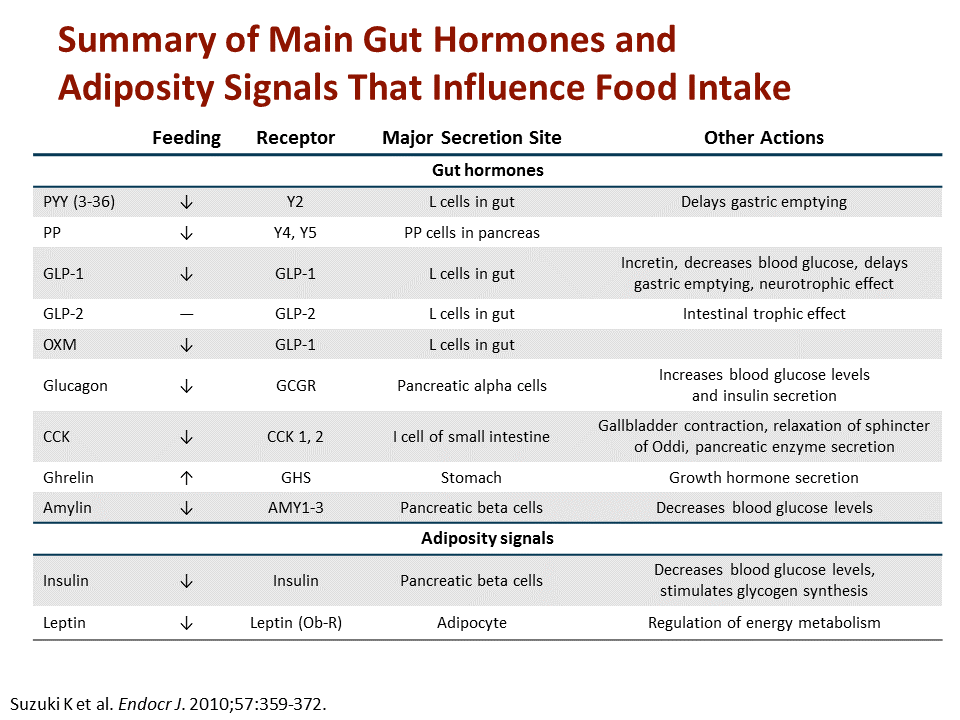 Summary of Main Gut Hormones and
Adiposity Signals That Influence Food Intake
Feeding Receptor Major Secretion Site Other Actions
Gut hormones
PYY (3-36) ↓ Y2 L cells in gut Delays gastric emptying
PP ↓ Y4, Y5 PP cells in pancreas
GLP-1 ↓ GLP-1 L cells in gut Incretin, decreases blood glucose, delays
gastric emptying, neurotrophic effect
GLP-2 — GLP-2 L cells in gut Intestinal trophic effect
OXM ↓ GLP-1 L cells in gut
Glucagon ↓ GCGR Pancreatic alpha cells Increases blood glucose levels
and insulin secretion
CCK ↓ CCK 1, 2 I cell of small intestine Gallbladder contraction, relaxation of sphincter
of Oddi, pancreatic enzyme secretion
Ghrelin ↑ GHS Stomach Growth hormone secretion
Amylin ↓ AMY1-3 Pancreatic beta cells Decreases blood glucose levels
Adiposity signals
Insulin ↓ Insulin Pancreatic beta cells Decreases blood glucose levels,
stimulates glycogen synthesis
Leptin ↓ Leptin (Ob-R) Adipocyte Regulation of energy metabolism
Suzuki K et al. Endocr J. 2010;57:359-372.